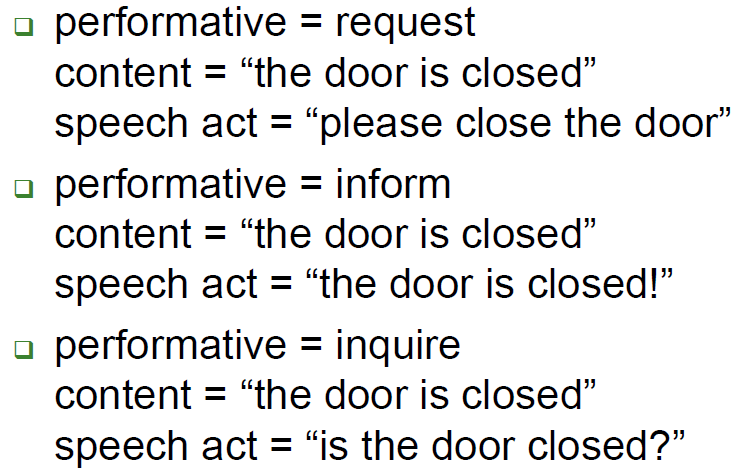 ❑ performative = request
content = “the door is closed”
speech act = “please close the door”
❑ performative = inform
content = “the door is closed”
speech act = “the door is closed!”
❑ performative = inquire
content = “the door is closed”
speech act = “is the door closed?”